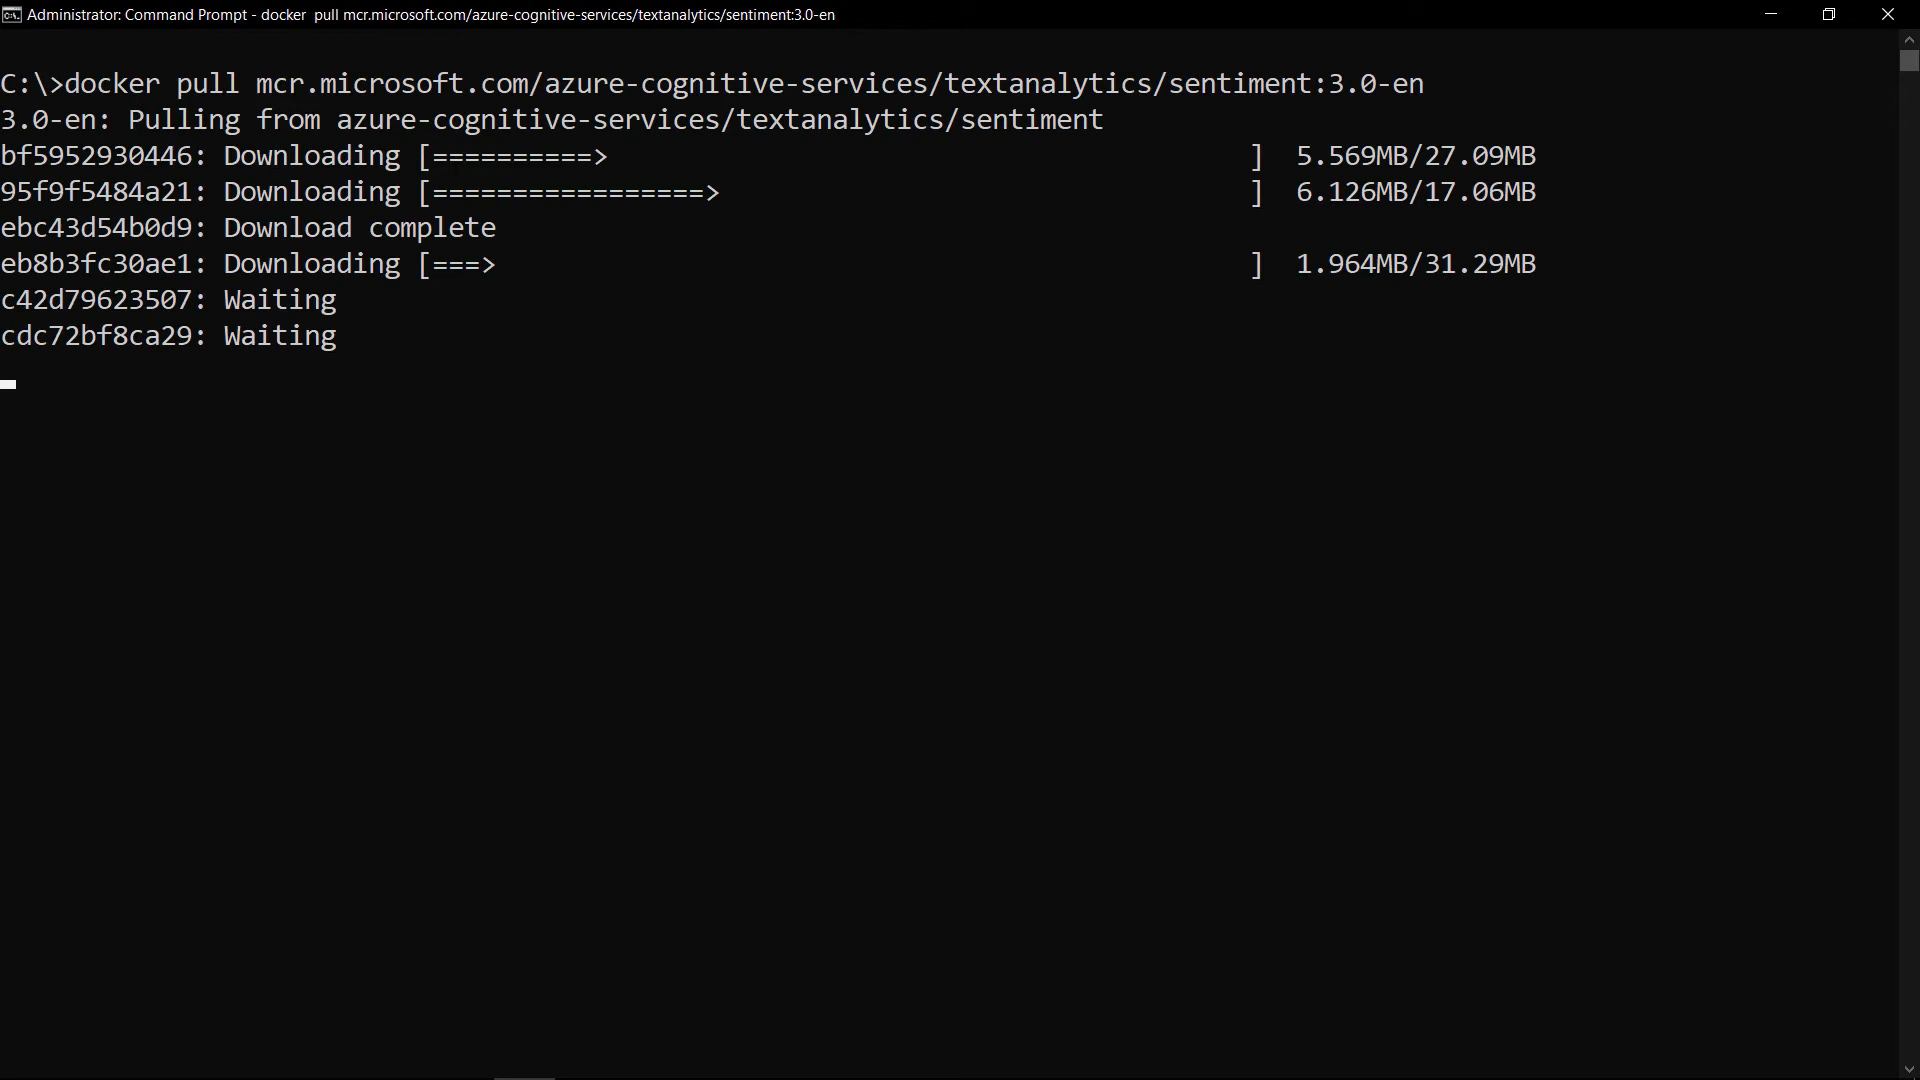 Administrator: Command Prompt - docker  pull mcr.microsoft.com/azure-cognitive-services/textanalytics/sentiment:3.0-en
C:\>docker pull mcr.microsoft.com/azure-cognitive-services/textanalytics/sentiment:3.0-en
3.0-en: Pulling from azure-cognitive-services/textanalytics/sentiment
bf5952930446: Downloading [==========>                                        ]  5.569MB/27.09MB
95f9f5484a21: Downloading [=================>                                 ]  6.126MB/17.06MB
ebc43d54b0d9: Download complete
eb8b3fc30ae1: Downloading [===>                                               ]  1.964MB/31.29MB
c42d79623507: Waiting
cdc72bf8ca29: Waiting